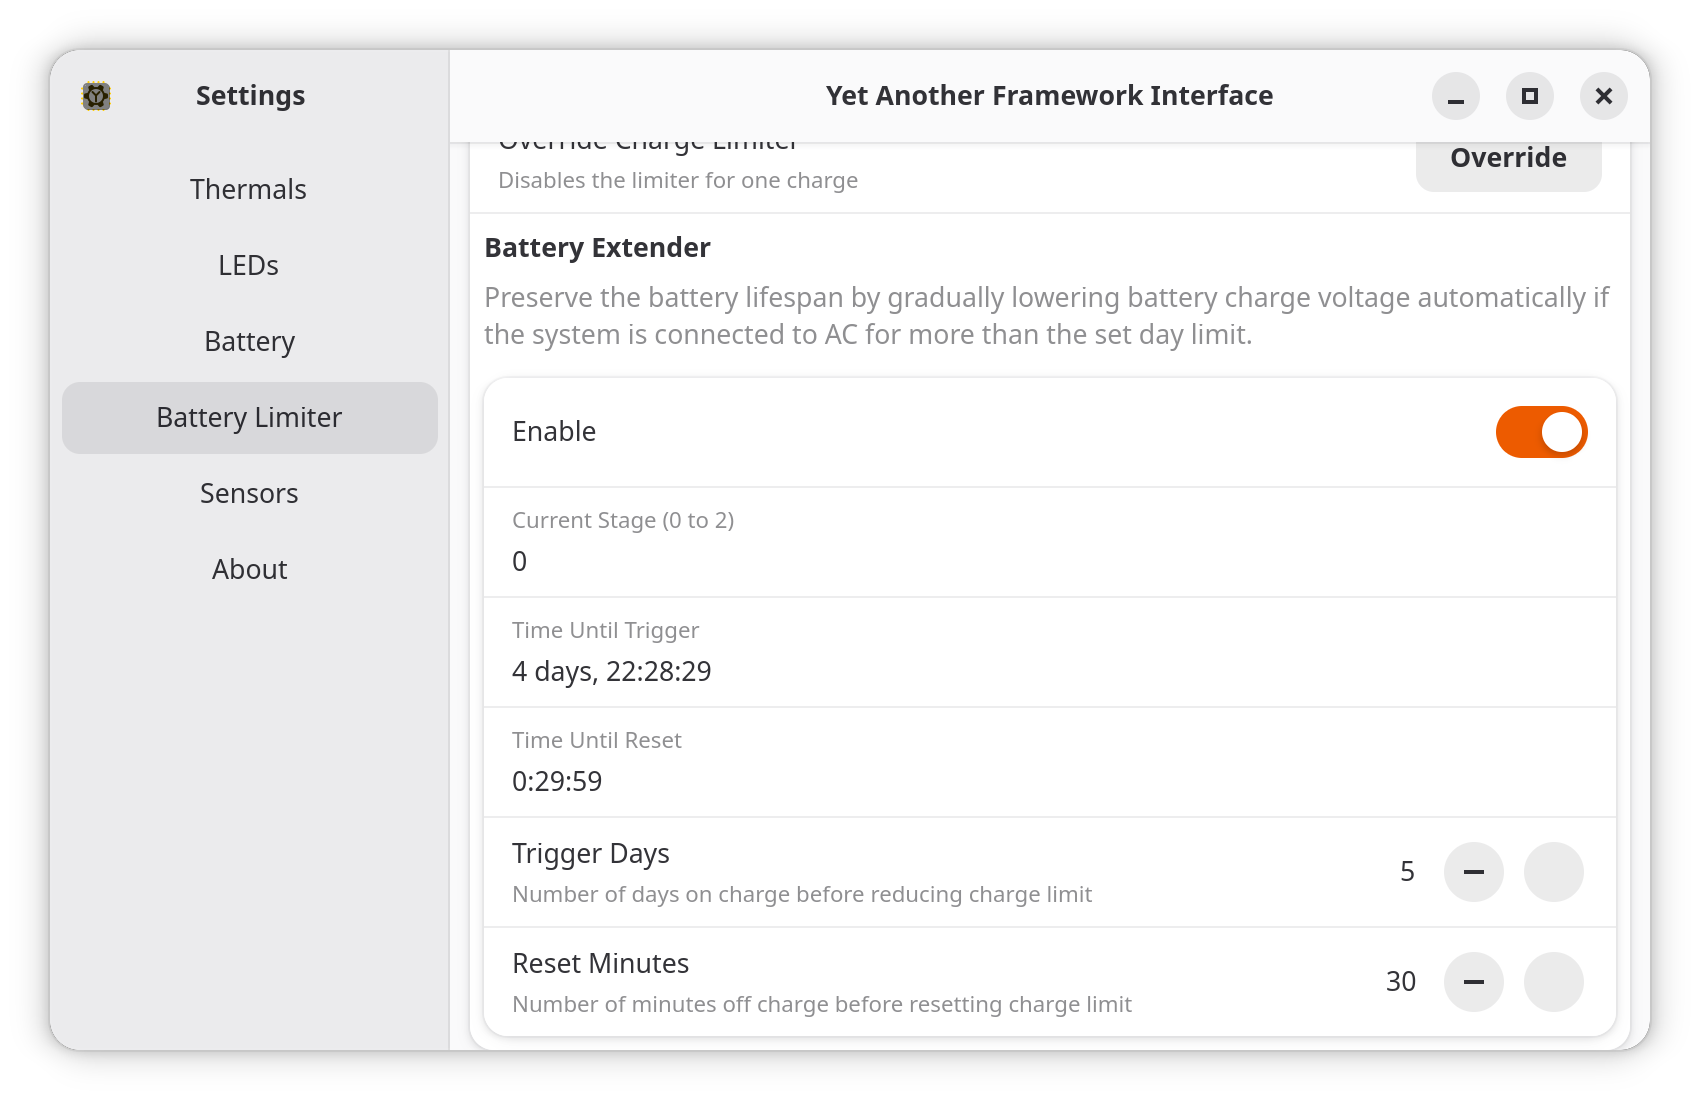 Settings
Yet Another Framework Interface
Thermals
LEDs
Battery
Battery Limiter
Sensors
About
Override Charge Limiter
Disables the limiter for one charge
Override
Battery Extender
Preserve the battery lifespan by gradually lowering battery charge voltage automatically if
the system is connected to AC for more than the set day limit.
Enable
Current Stage (0 to 2)
0
Time Until Trigger
4 days, 22:28:29
Time Until Reset
0:29:59
Trigger Days
Number of days on charge before reducing charge limit
5
Reset Minutes
Number of minutes off charge before resetting charge limit
30